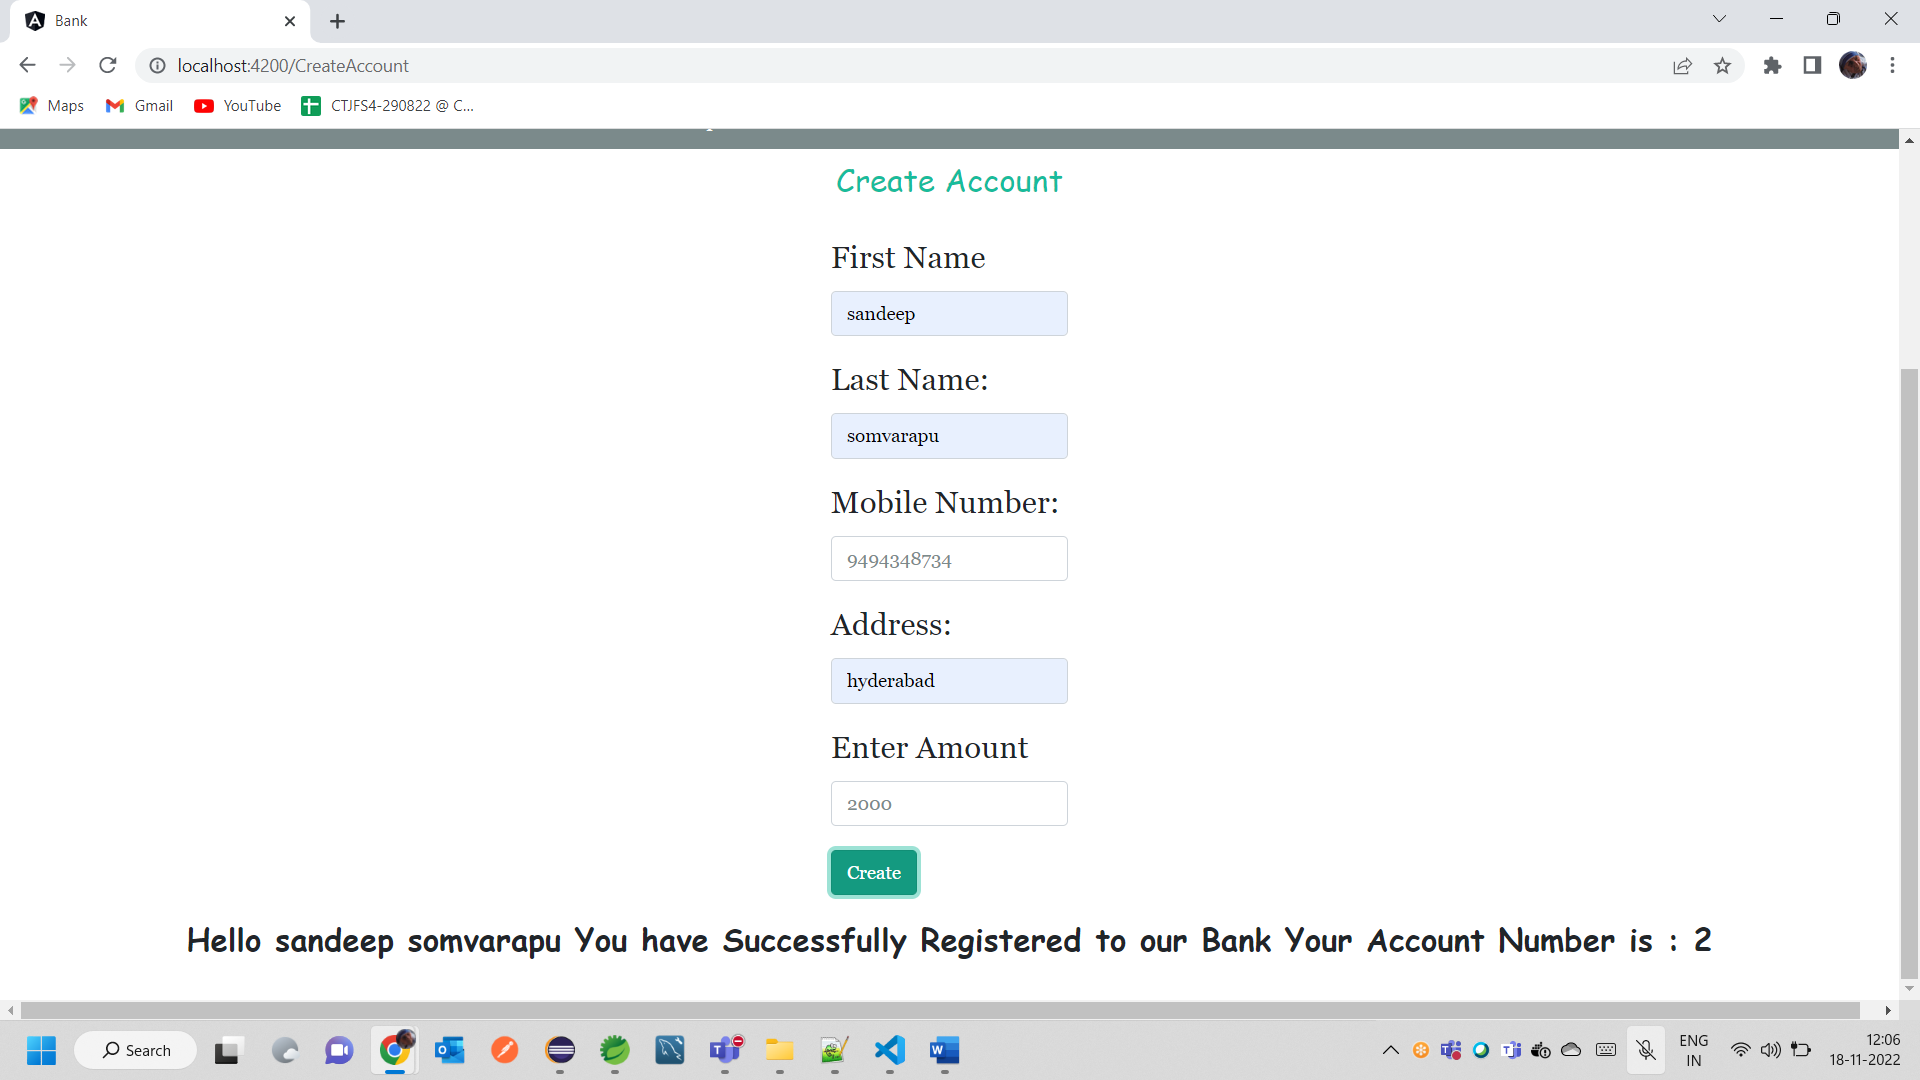 Bank
localhost:4200/CreateAccount
Maps
Gmail
YouTube
CTJFS4-290822 @ C...
Create Account
First Name
sandeep
Last Name:
somvarapu
Mobile Number:
9494348734
Address:
hyderabad
Enter Amount
2000
Create
Hello sandeep somvarapu You have Successfully Registered to our Bank Your Account Number is : 2
Search
ENG
IN
12:06
18-11-2022